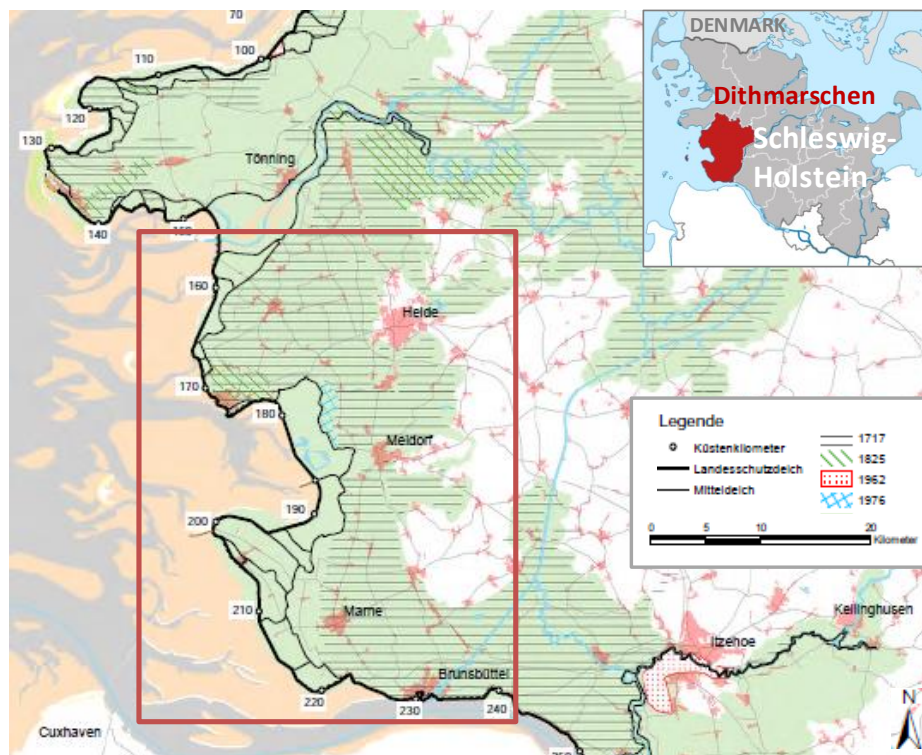 70
100
110
120
130
Tönning
140
150
160
Heide
170
180
Meldorf
190
200
210
Marne
Brunsbüttel
220
230
240
Cuxhaven
Itzehoe
Kellinghusen
N
DENMARK
Dithmarschen
Schleswig-
Holstein
Legende
Küstenkilometer
Landesschutzdeich
Mitteldeich
1717
1825
1962
1976
0 5 10 20
Kilometer